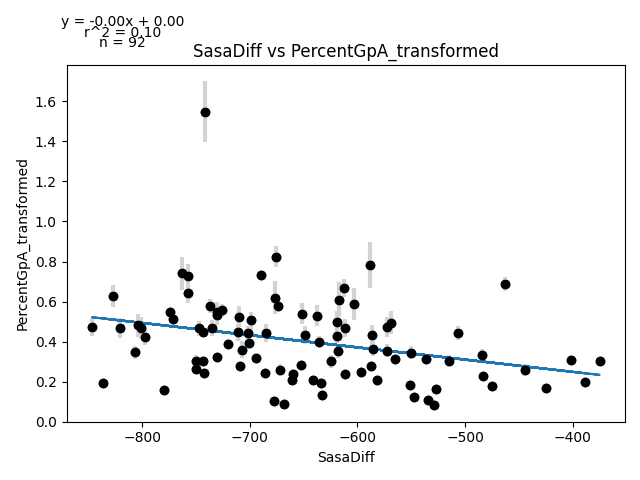 y = -0.00x + 0.00
r^2 = 0.10
n = 92
SasaDiff vs PercentGpA_transformed
PercentGpA_transformed
1.6
1.4
1.2
1.0
0.8
0.6
0.4
0.2
0.0
−800
−700
−600
−500
−400
SasaDiff